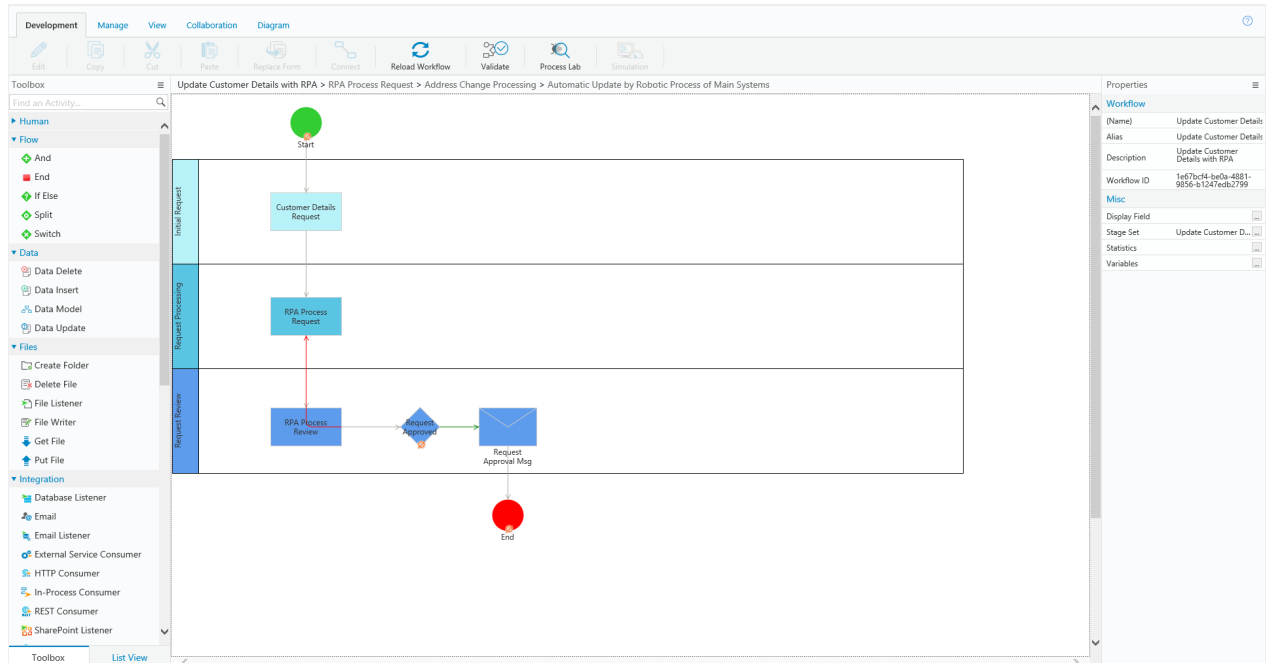 Development Manage View Collaboration Diagram
Edit Copy Cut Paste Replace Form Connect Reload Workflow Validate Process Lab Simulation
Toolbox
Find an Activity...
Human
Flow
And
End
If Else
Split
Switch
Data
Data Delete
Data Insert
Data Model
Data Update
Files
Create Folder
Delete File
File Listener
File Writer
Get File
Put File
Integration
Database Listener
Email
Email Listener
External Service Consumer
HTTP Consumer
In-Process Consumer
REST Consumer
SharePoint Listener
Toolbox List View
Update Customer Details with RPA > RPA Process Request > Address Change Processing > Automatic Update by Robotic Process of Main Systems
Start
Initial Request
Customer Details
Request
Request Processing
RPA Process
Request
Request Review
RPA Process
Review
Request
Approved
Request
Approval Msg
End
Properties
Workflow
(Name) Update Customer Details
Alias Update Customer Details
Description Update Customer
Details with RPA
Workflow ID 1e67bcf4-be0a-4881-
9856-b1247edb2799
Misc
Display Field ...
Stage Set Update Customer D... ...
Statistics ...
Variables ...